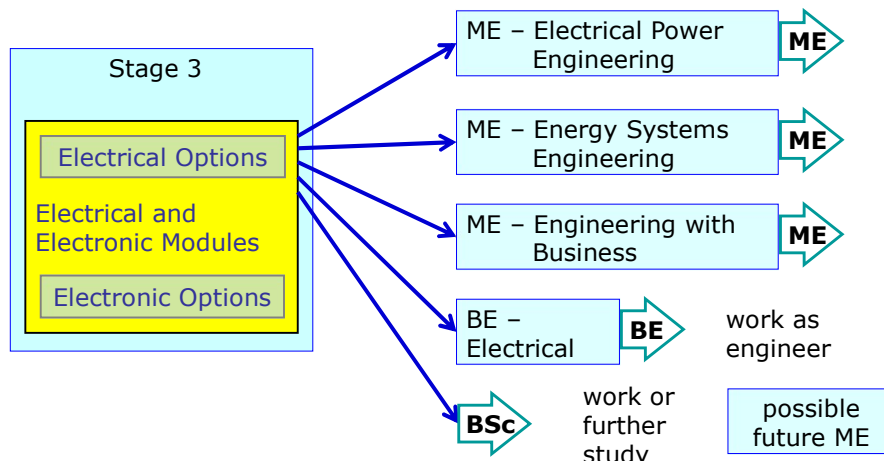 Stage 3
Electrical Options
Electrical and
Electronic Modules
Electronic Options
ME – Electrical Power
Engineering
ME
ME – Energy Systems
Engineering
ME
ME – Engineering with
Business
ME
BE –
Electrical
BE
work as
engineer
BSc
work or
further
study
possible
future ME